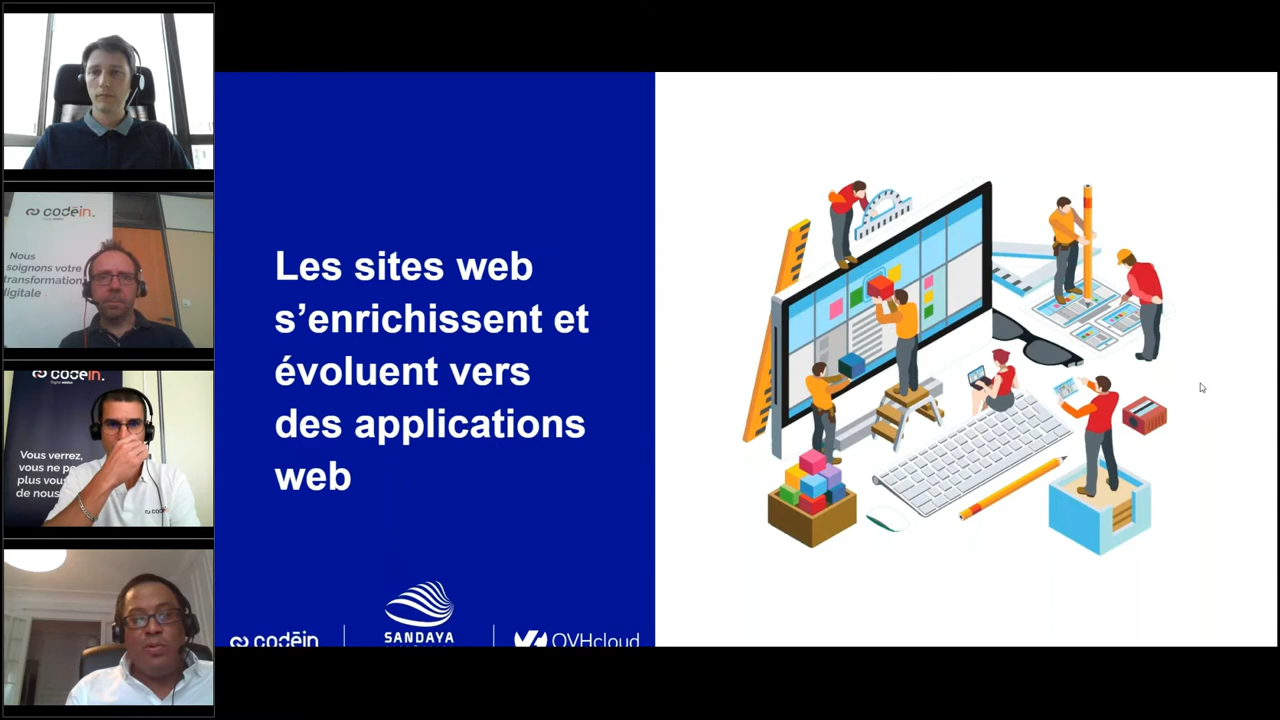 codein.
Nous
soignons votre
transformation
digitale
codein.
Vous verrez,
vous ne pe
plus vous
de nous
Les sites web
s’enrichissent et
évoluent vers
des applications
web
codein
SANDAYA
OVHcloud